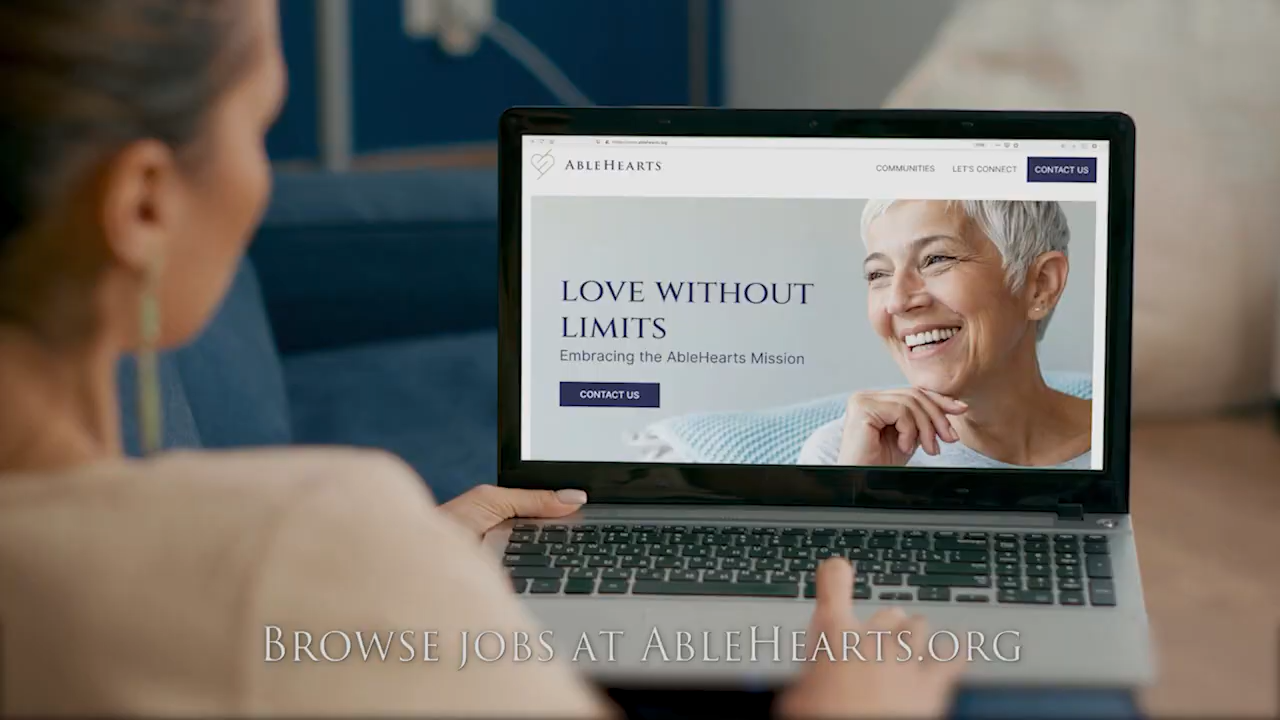 ABLEHEARTS
COMMUNITIES
LET'S CONNECT
CONTACT US
LOVE WITHOUT
LIMITS
Embracing the AbleHearts Mission
CONTACT US
BROWSE JOBS AT ABLEHEARTS.ORG